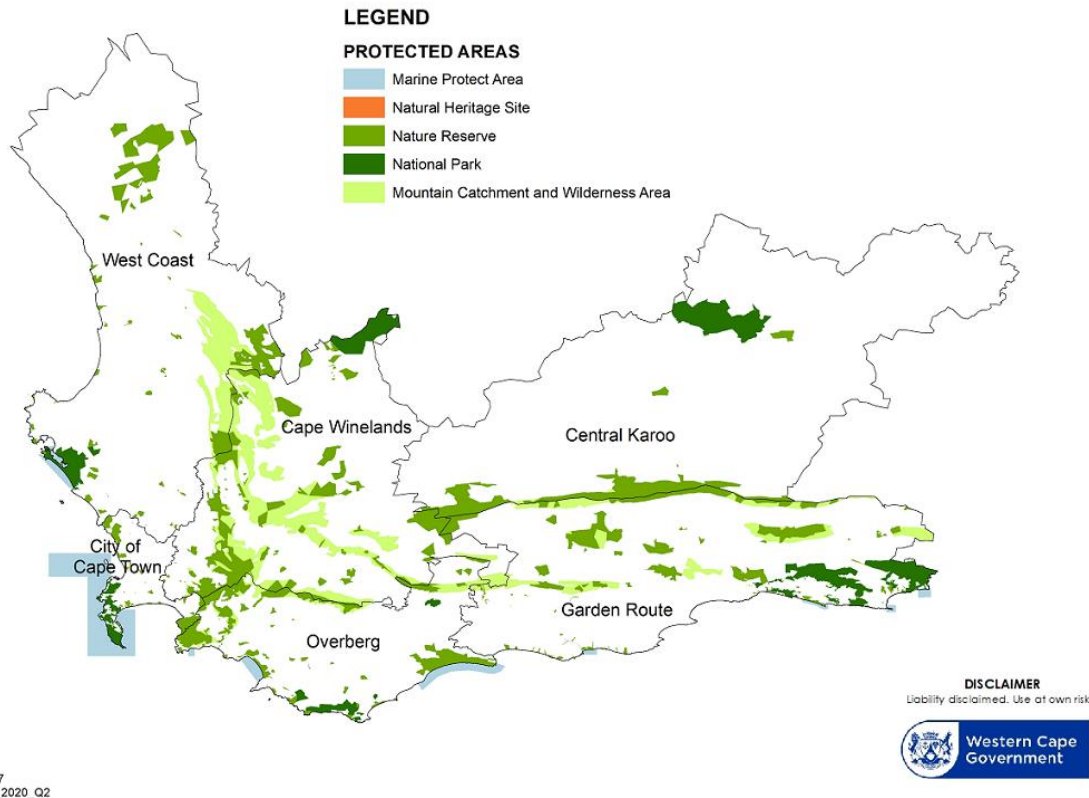 LEGEND
PROTECTED AREAS
Marine Protect Area
Natural Heritage Site
Nature Reserve
National Park
Mountain Catchment and Wilderness Area
West Coast
Cape Winelands
Central Karoo
City of
Cape Town
Garden Route
Overberg
DISCLAIMER
Liability disclaimed. Use at own risk
Western Cape
Government
7
2020 Q2